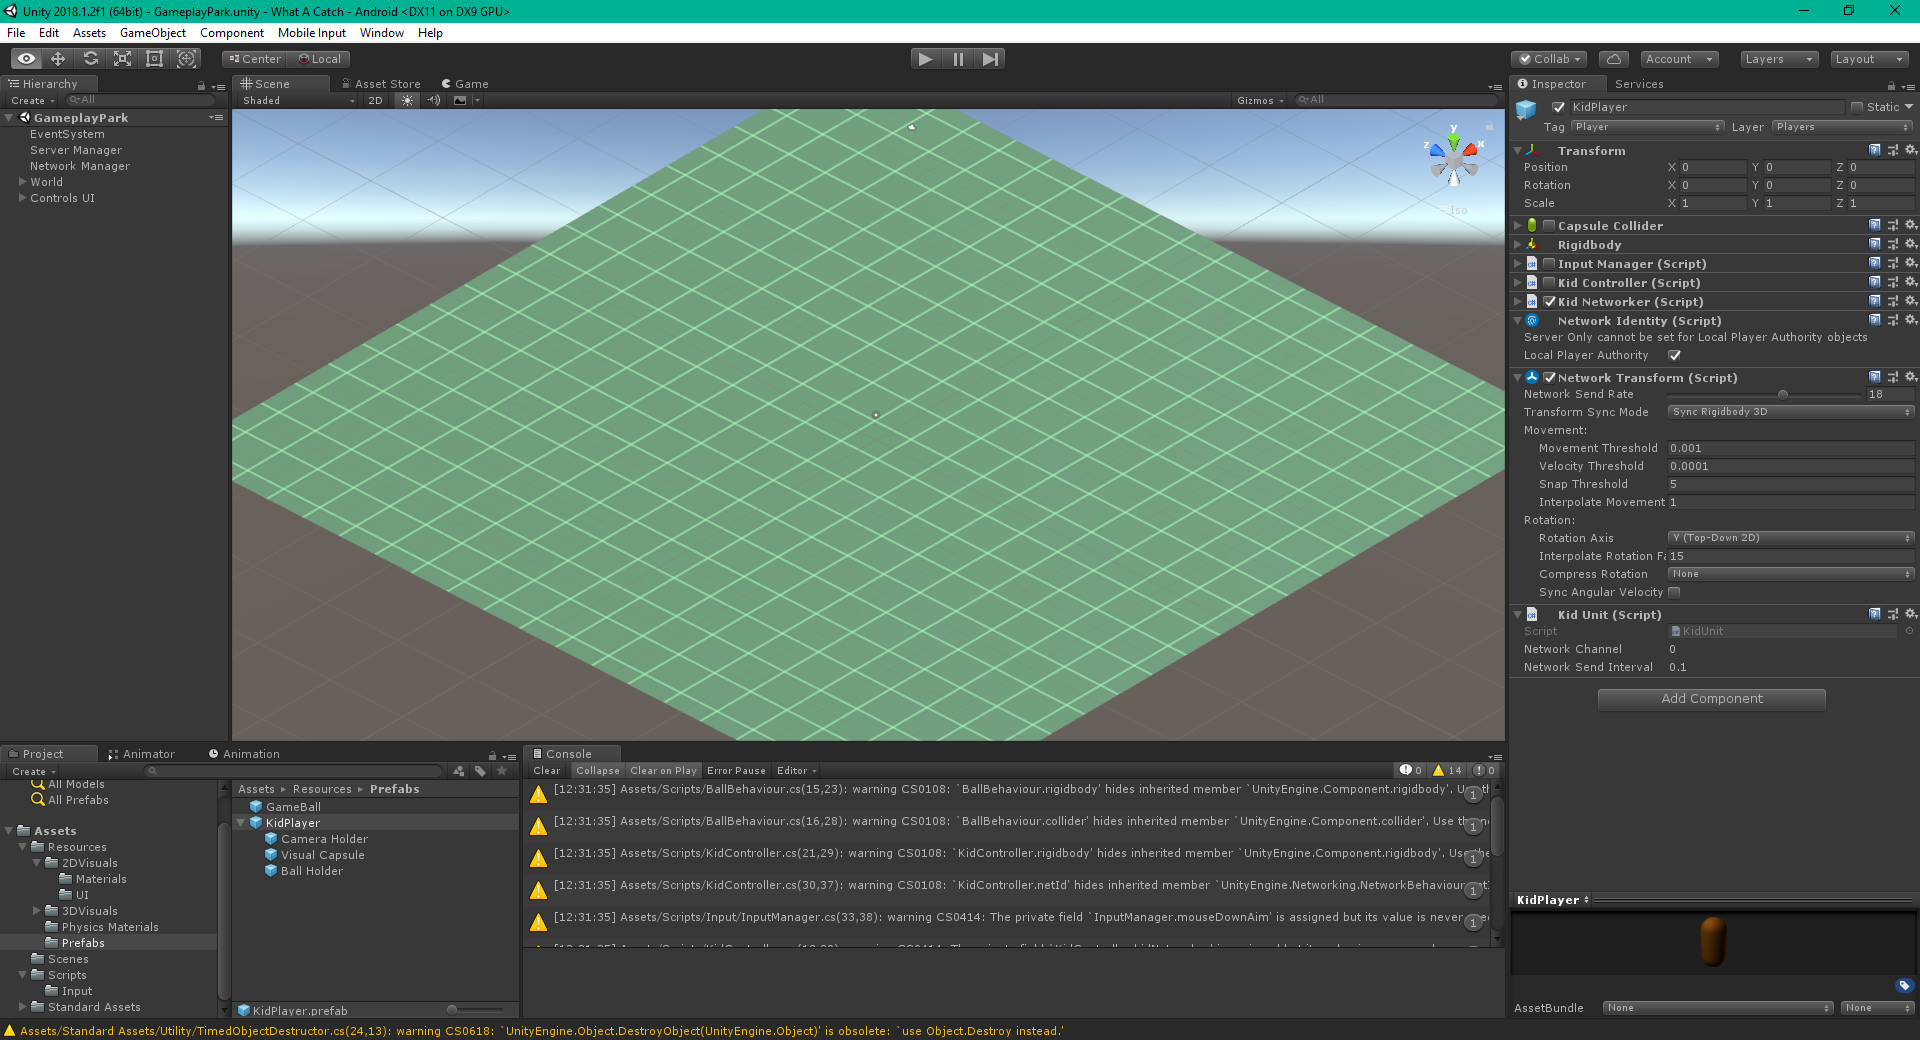 Unity 2018.1.2f1 (64bit) - GameplayPark.unity - What A Catch - Android <DX11 on DX9 GPU>
File Edit Assets GameObject Component Mobile Input Window Help
Center Local
Collab Account Layers Layout
Hierarchy
Create All
GameplayPark
EventSystem
Server Manager
Network Manager
World
Controls UI
Scene Asset Store Game
Shaded 2D Gizmos All
y
z x
Iso
Inspector Services
KidPlayer Static
Tag Player Layer Players
Transform
Position X 0 Y 0 Z 0
Rotation X 0 Y 0 Z 0
Scale X 1 Y 1 Z 1
Capsule Collider
Rigidbody
Input Manager (Script)
Kid Controller (Script)
Kid Networker (Script)
Network Identity (Script)
Server Only cannot be set for Local Player Authority objects
Local Player Authority
Network Transform (Script)
Network Send Rate 18
Transform Sync Mode Sync Rigidbody 3D
Movement:
Movement Threshold 0.001
Velocity Threshold 0.0001
Snap Threshold 5
Interpolate Movement 1
Rotation:
Rotation Axis Y (Top-Down 2D)
Interpolate Rotation Fa 15
Compress Rotation None
Sync Angular Velocity
Kid Unit (Script)
Script KidUnit
Network Channel 0
Network Send Interval 0.1
Add Component
KidPlayer
AssetBundle None None
Project Animator Animation
Create
All Models
All Prefabs
Assets
Resources
2DVisuals
Materials
UI
3DVisuals
Physics Materials
Prefabs
Scenes
Scripts
Input
Standard Assets
Assets Resources Prefabs
GameBall
KidPlayer
Camera Holder
Visual Capsule
Ball Holder
KidPlayer.prefab
Console
Clear Collapse Clear on Play Error Pause Editor 0 14 0
[12:31:35] Assets/Scripts/BallBehaviour.cs(15,23): warning CS0108: `BallBehaviour.rigidbody' hides inherited member `UnityEngine.Component.rigidbody'. Use th 1
[12:31:35] Assets/Scripts/BallBehaviour.cs(16,28): warning CS0108: `BallBehaviour.collider' hides inherited member `UnityEngine.Component.collider'. Use the 1
[12:31:35] Assets/Scripts/KidController.cs(21,29): warning CS0108: `KidController.rigidbody' hides inherited member `UnityEngine.Component.rigidbody'. Use the 1
[12:31:35] Assets/Scripts/KidController.cs(30,37): warning CS0108: `KidController.netId' hides inherited member `UnityEngine.Networking.NetworkBehaviour 1
[12:31:35] Assets/Scripts/Input/InputManager.cs(33,38): warning CS0414: The private field `InputManager.mouseDownAim' is assigned but its value is never 1
Assets/Standard Assets/Utility/TimedObjectDestructor.cs(24,13): warning CS0618: `UnityEngine.Object.DestroyObject(UnityEngine.Object)' is obsolete: `use Object.Destroy instead.'